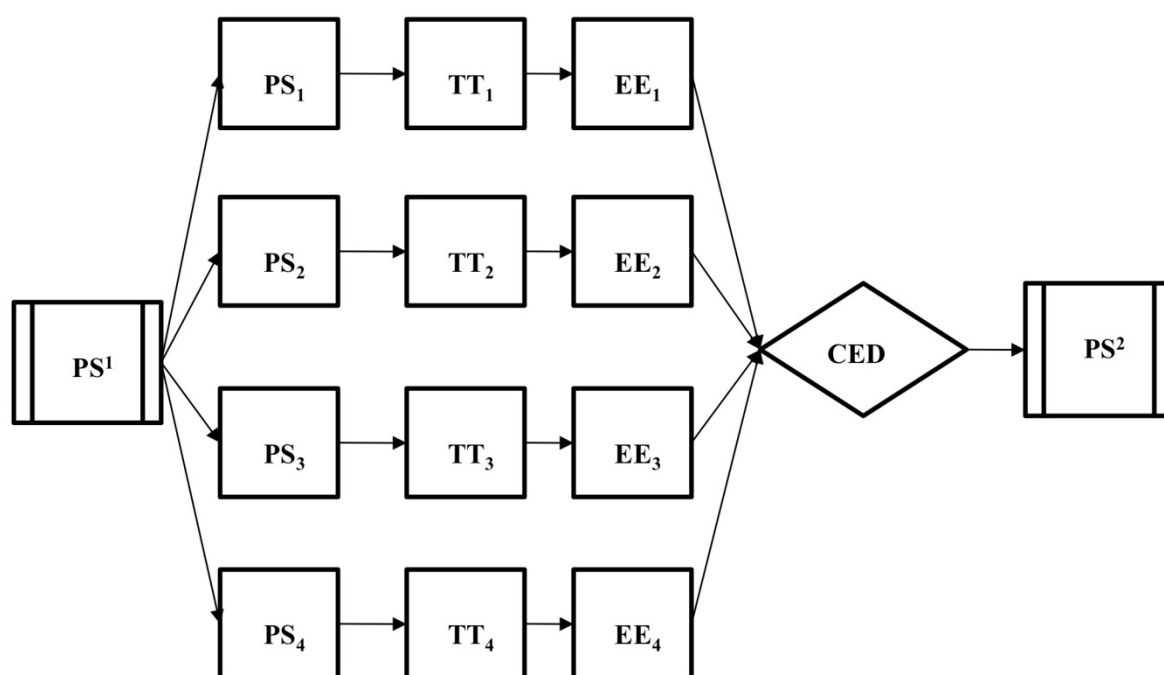 PS₁ TT₁ EE₁
PS₂ TT₂ EE₂
PS¹ CED PS²
PS₃ TT₃ EE₃
PS₄ TT₄ EE₄